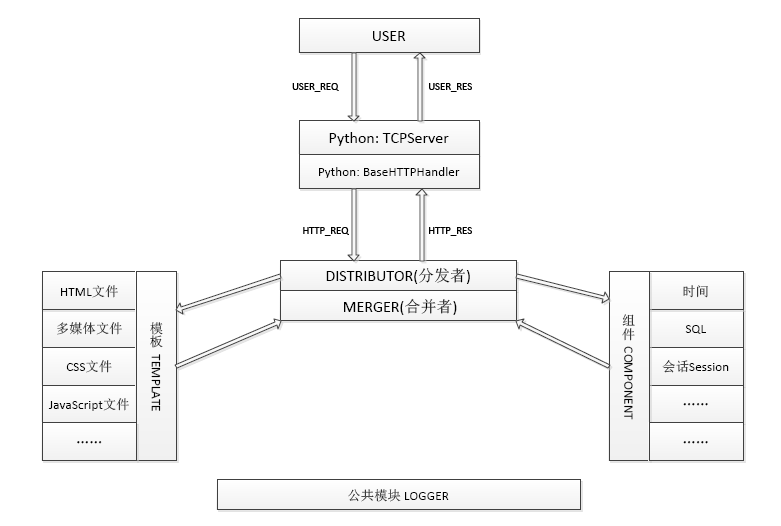 USER
USER_REQ
USER_RES
Python: TCPServer
Python: BaseHTTPHandler
HTTP_REQ
HTTP_RES
DISTRIBUTOR(分发者)
MERGER(合并者)
HTML文件
多媒体文件
CSS文件
JavaScript文件
……
模板 TEMPLATE
组件 COMPONENT
时间
SQL
会话Session
……
……
公共模块 LOGGER